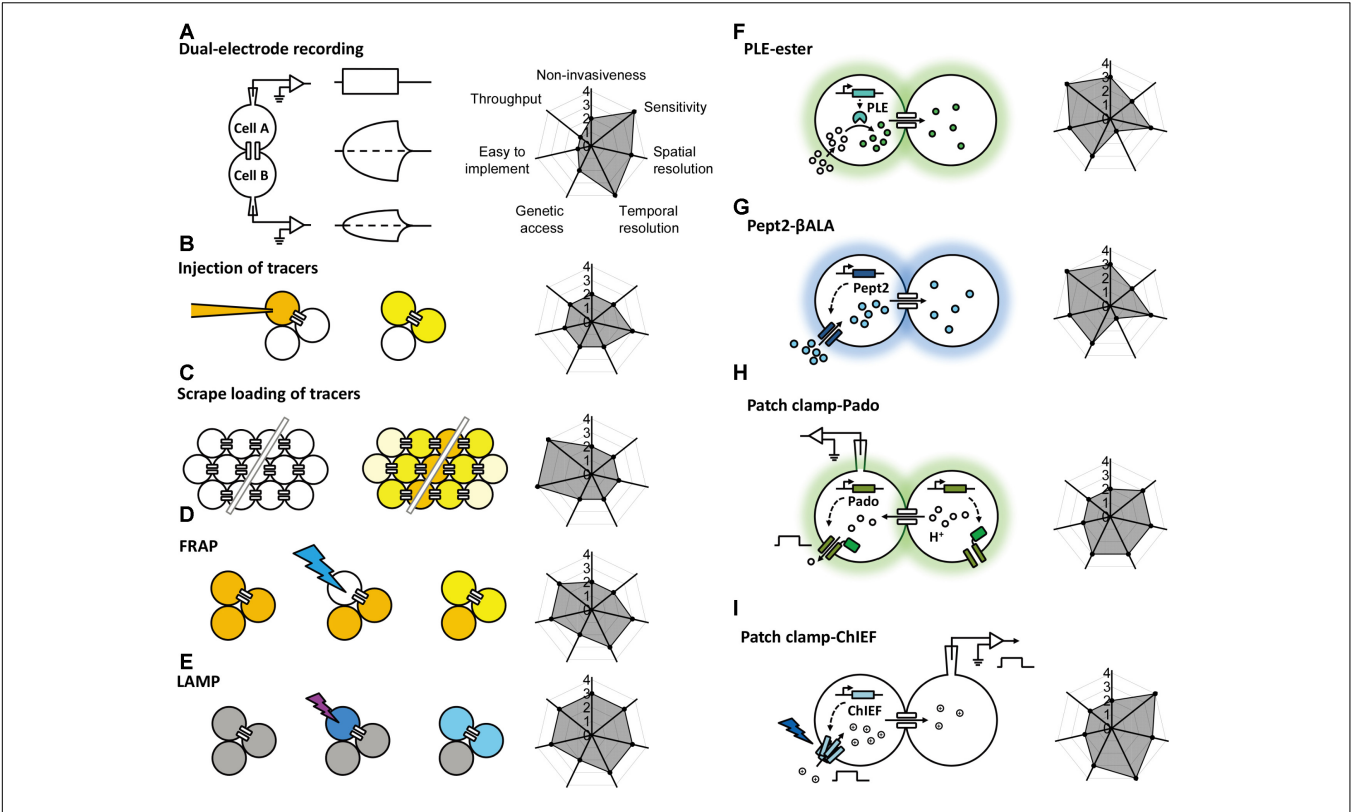 A
Dual-electrode recording
Cell A
Cell B
Non-invasiveness
Throughput
Sensitivity
Easy to
implement
Spatial
resolution
Genetic
access
Temporal
resolution
4
3
2
1
0
B
Injection of tracers
4
3
2
1
0
C
Scrape loading of tracers
4
3
2
1
0
D
FRAP
4
3
2
1
0
E
LAMP
4
3
2
1
0
F
PLE-ester
PLE
4
3
2
1
0
G
Pept2-βALA
Pept2
4
3
2
1
0
H
Patch clamp-Pado
Pado
H+
4
3
2
1
0
I
Patch clamp-ChIEF
ChIEF
4
3
2
1
0